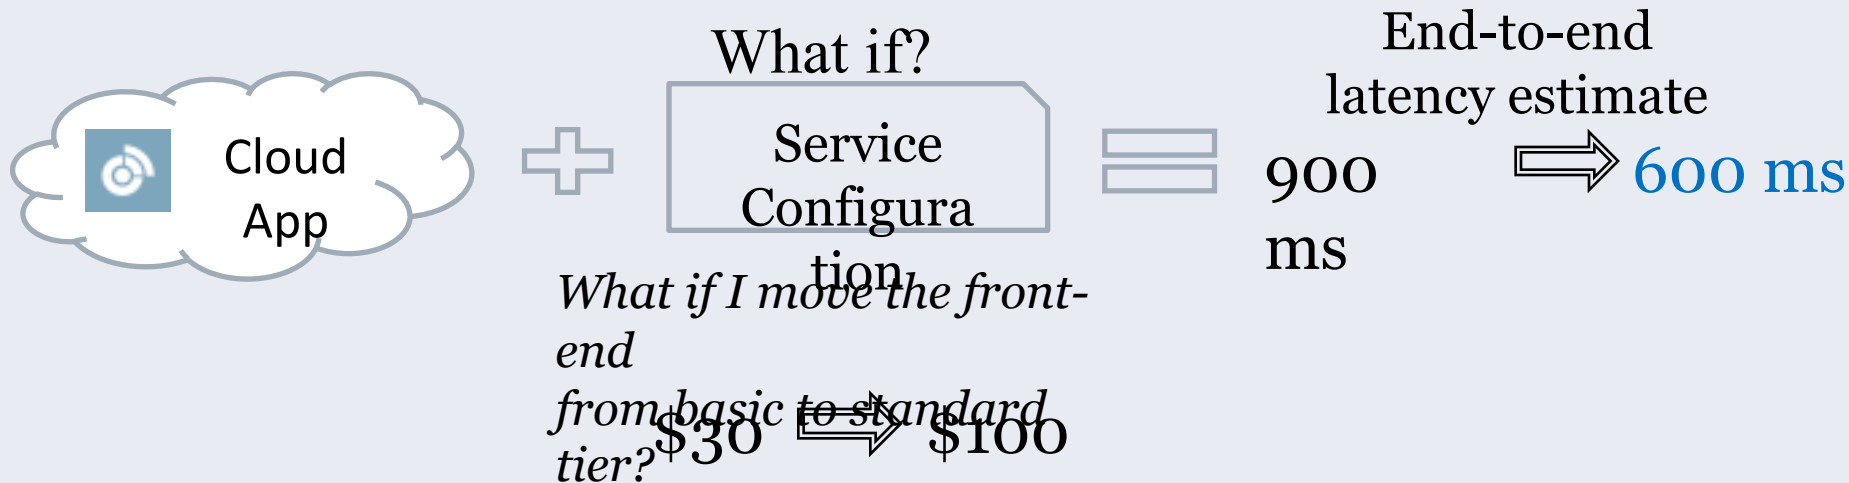 Cloud
App
What if?
Service
Configura
tion
What if I move the front-
end
from basic to standard
tier?
$30
$100
End-to-end
latency estimate
900
ms
600 ms